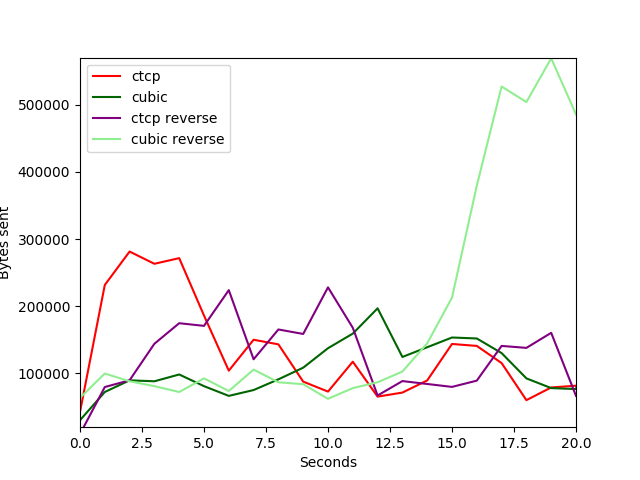 ctcp
cubic
ctcp reverse
cubic reverse
500000
400000
300000
200000
100000
Bytes sent
0.0 2.5 5.0 7.5 10.0 12.5 15.0 17.5 20.0
Seconds